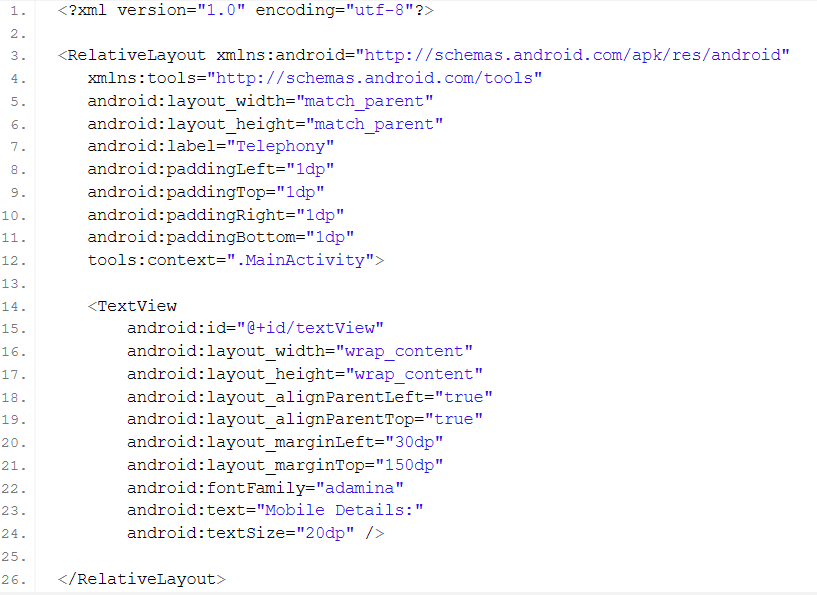 1. <?xml version="1.0" encoding="utf-8"?>
2.
3. <RelativeLayout xmlns:android="http://schemas.android.com/apk/res/android"
4. xmlns:tools="http://schemas.android.com/tools"
5. android:layout_width="match_parent"
6. android:layout_height="match_parent"
7. android:label="Telephony"
8. android:paddingLeft="1dp"
9. android:paddingTop="1dp"
10. android:paddingRight="1dp"
11. android:paddingBottom="1dp"
12. tools:context=".MainActivity">
13.
14. <TextView
15. android:id="@+id/textView"
16. android:layout_width="wrap_content"
17. android:layout_height="wrap_content"
18. android:layout_alignParentLeft="true"
19. android:layout_alignParentTop="true"
20. android:layout_marginLeft="30dp"
21. android:layout_marginTop="150dp"
22. android:fontFamily="adamina"
23. android:text="Mobile Details:"
24. android:textSize="20dp" />
25.
26. </RelativeLayout>